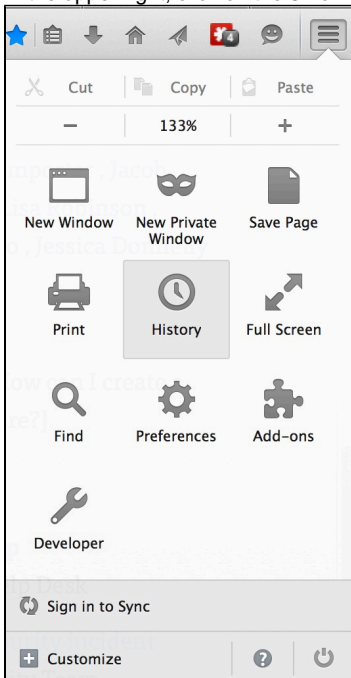 Cut Copy Paste
− 133% +
New Window New Private Window Save Page
Print History Full Screen
Find Preferences Add-ons
Developer
Sign in to Sync
+ Customize ?